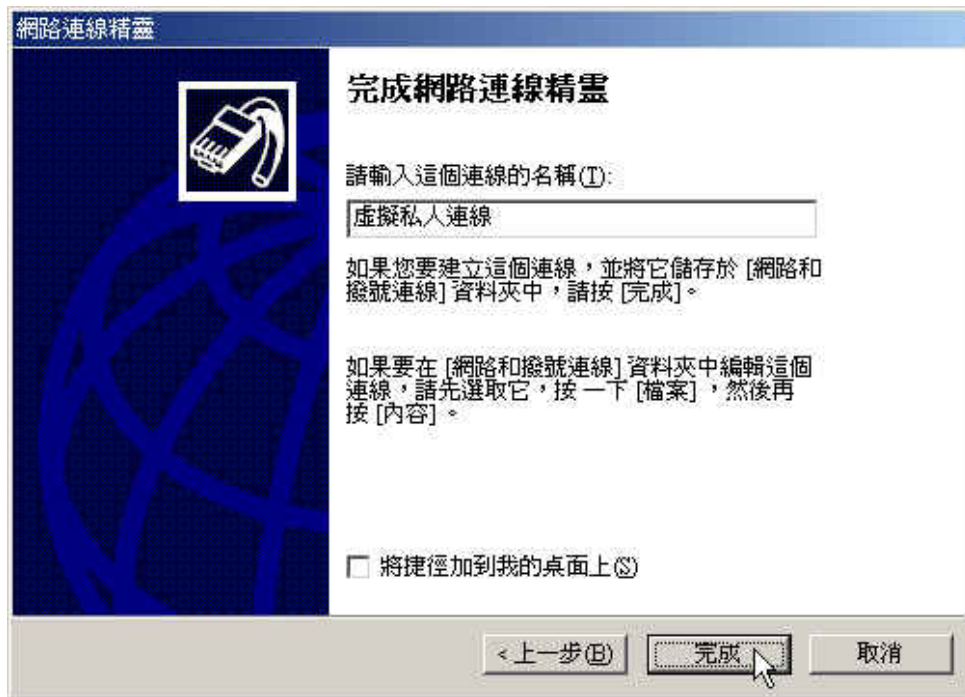 網路連線精靈
完成網路連線精靈
請輸入這個連線的名稱(T):
虛擬私人連線
如果您要建立這個連線，並將它儲存於 [網路和
撥號連線] 資料夾中，請按 [完成]。
如果要在 [網路和撥號連線] 資料夾中編輯這個
連線，請先選取它，按一下 [檔案] ，然後再
按 [內容] 。
將捷徑加到我的桌面上(S)
<上一步(B)
完成
取消